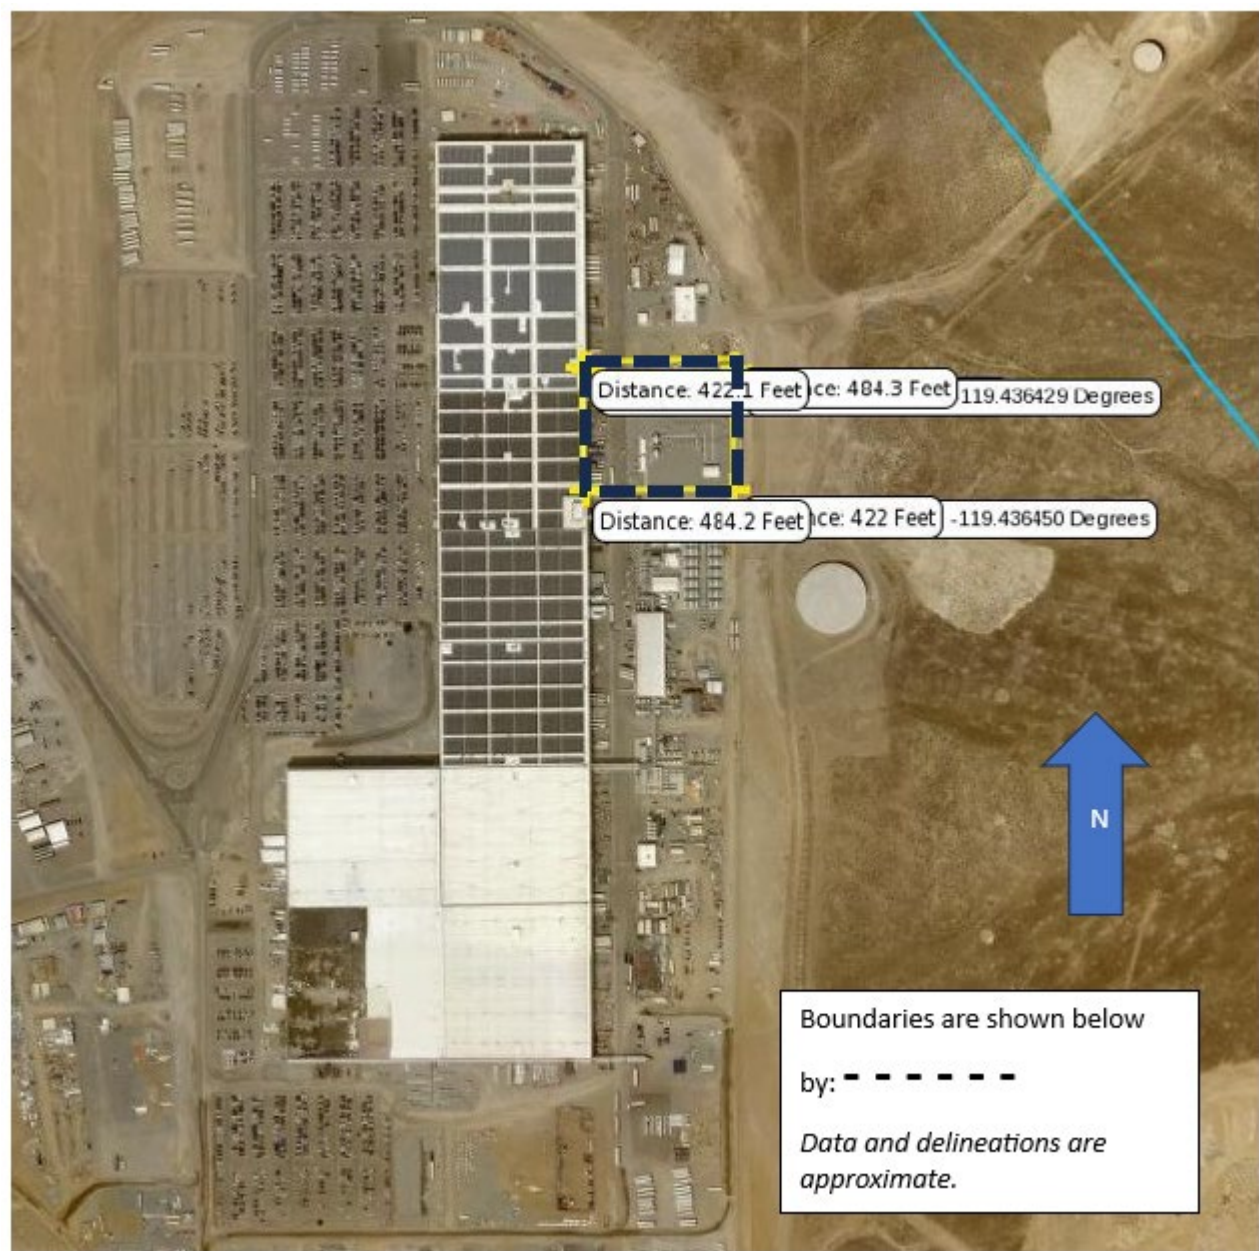 Distance: 422.1 Feet
ce: 484.3 Feet
119.436429 Degrees
Distance: 484.2 Feet
nce: 422 Feet
-119.436450 Degrees
N
Boundaries are shown below
by: - - - - - -
Data and delineations are
approximate.